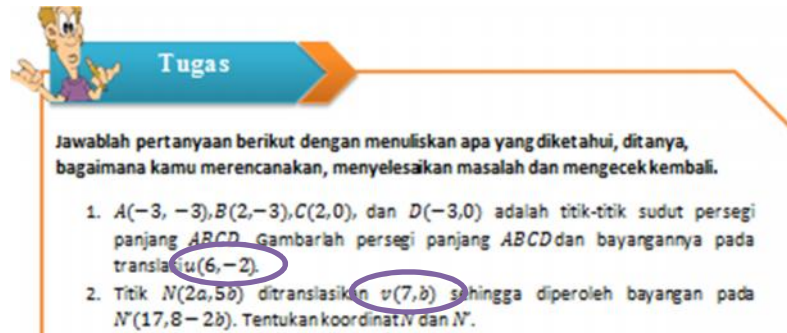 Tugas
Jawablah pertanyaan berikut dengan menuliskan apa yang diketahui, ditanya,
bagaimana kamu merencanakan, menyelesaikan masalah dan mengecek kembali.
1. A(−3, −3),B(2,−3),C(2,0), dan D(−3,0) adalah titik-titik sudut persegi
panjang ABCD. Gambarlah persegi panjang ABCD dan bayangannya pada
translasi u(6,−2).
2. Titik N(2a,5b) ditranslasikan v(7,b) sehingga diperoleh bayangan pada
N′(17,8−2b). Tentukan koordinat N dan N′.